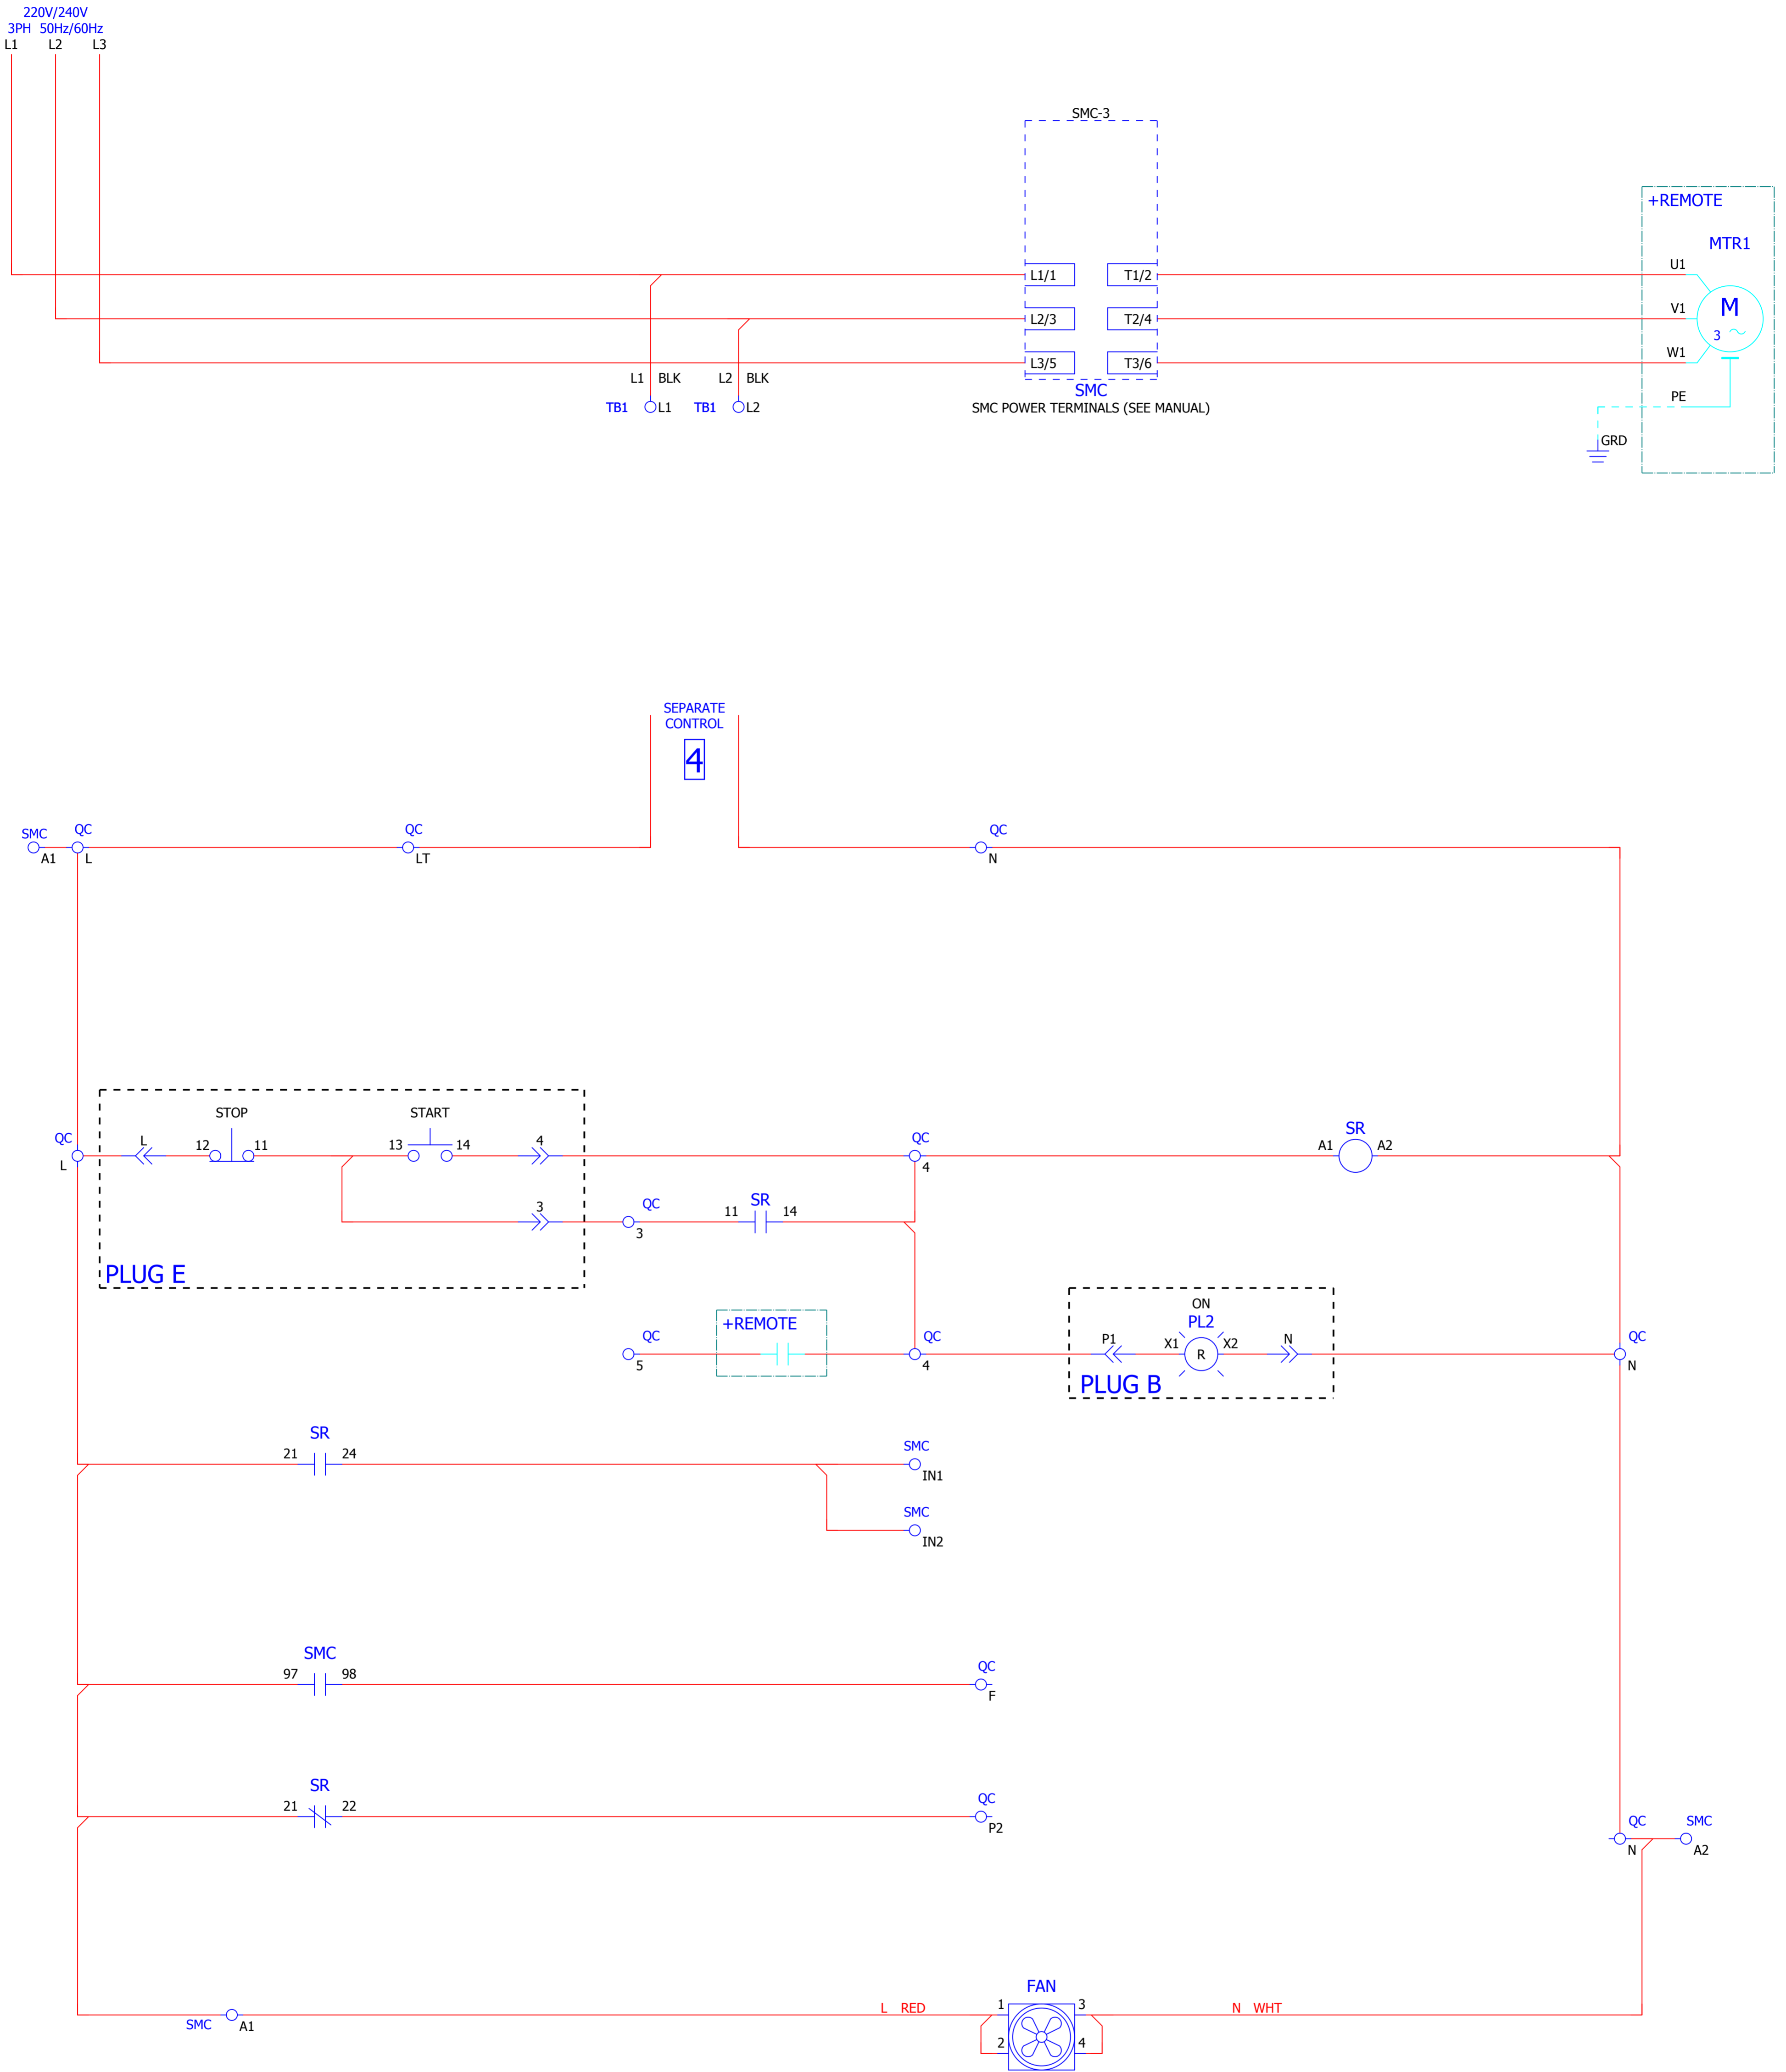 220V/240V
3PH 50Hz/60Hz
L1 L2 L3
SMC-3
+REMOTE
MTR1
L1/1 T1/2 U1
L2/3 T2/4 V1 M
3
L3/5 T3/6 W1
L1 BLK L2 BLK
SMC
PE
TB1 L1 TB1 L2
SMC POWER TERMINALS (SEE MANUAL)
GRD
SEPARATE
CONTROL
4
SMC QC QC QC
A1 L LT N
STOP START
SR
QC L 12 11 13 14 4 QC A1 A2
L 4
3 QC 11 SR 14
3
PLUG E
ON
+REMOTE PL2
QC QC P1 X1 X2 N QC
R
5 4 N
PLUG B
SR
21 24 SMC
IN1
SMC
IN2
SMC
97 98 QC
F
SR
21 22 QC
P2
QC SMC
N A2
FAN
L RED 1 3 N WHT
SMC A1
2 4